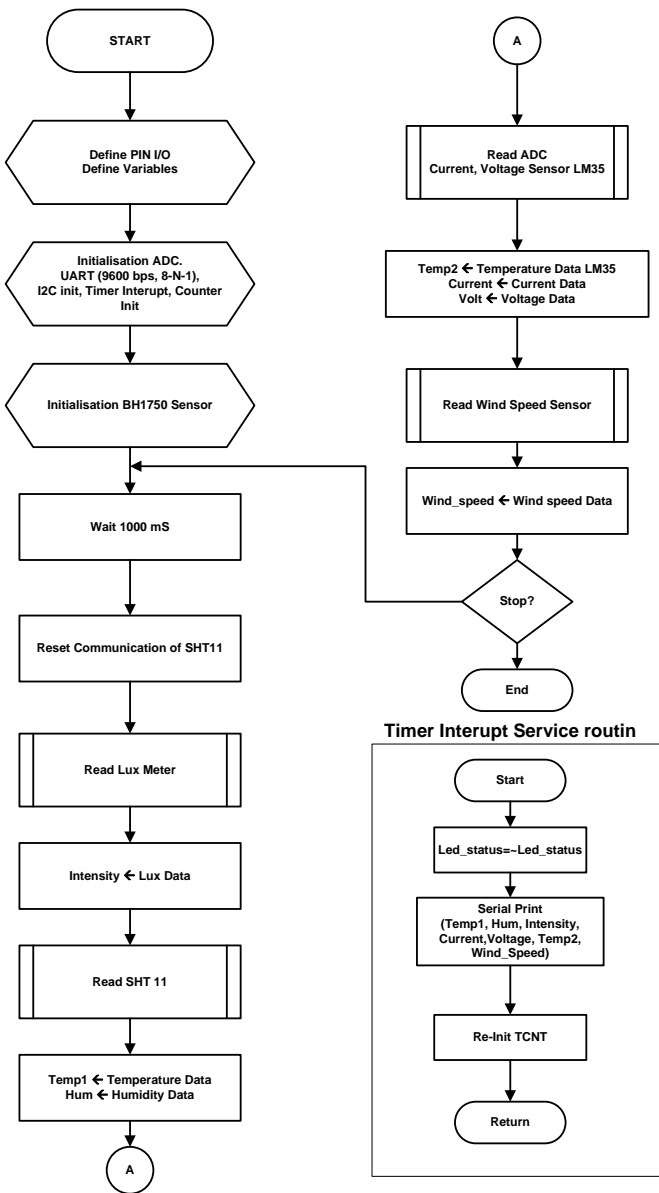 START
Define PIN I/O
Define Variables
Initialisation ADC.
UART (9600 bps, 8-N-1),
I2C init, Timer Interupt, Counter
Init
Initialisation BH1750 Sensor
Wait 1000 mS
Reset Communication of SHT11
Read Lux Meter
Intensity ← Lux Data
Read SHT 11
Temp1 ← Temperature Data
Hum ← Humidity Data
A
A
Read ADC
Current, Voltage Sensor LM35
Temp2 ← Temperature Data LM35
Current ← Current Data
Volt ← Voltage Data
Read Wind Speed Sensor
Wind_speed ← Wind speed Data
Stop?
End
Timer Interupt Service routin
Start
Led_status=~Led_status
Serial Print
(Temp1, Hum, Intensity,
Current,Voltage, Temp2,
Wind_Speed)
Re-Init TCNT
Return